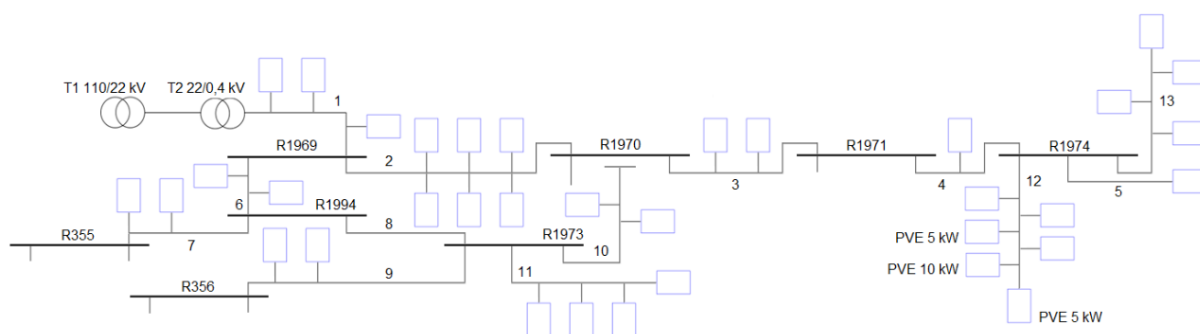 T1 110/22 kV
T2 22/0,4 kV
1
13
R1969
2
R1970
R1971
R1974
3
4
12
5
6
R1994
8
PVE 5 kW
R355
7
R1973
10
PVE 10 kW
9
11
R356
PVE 5 kW